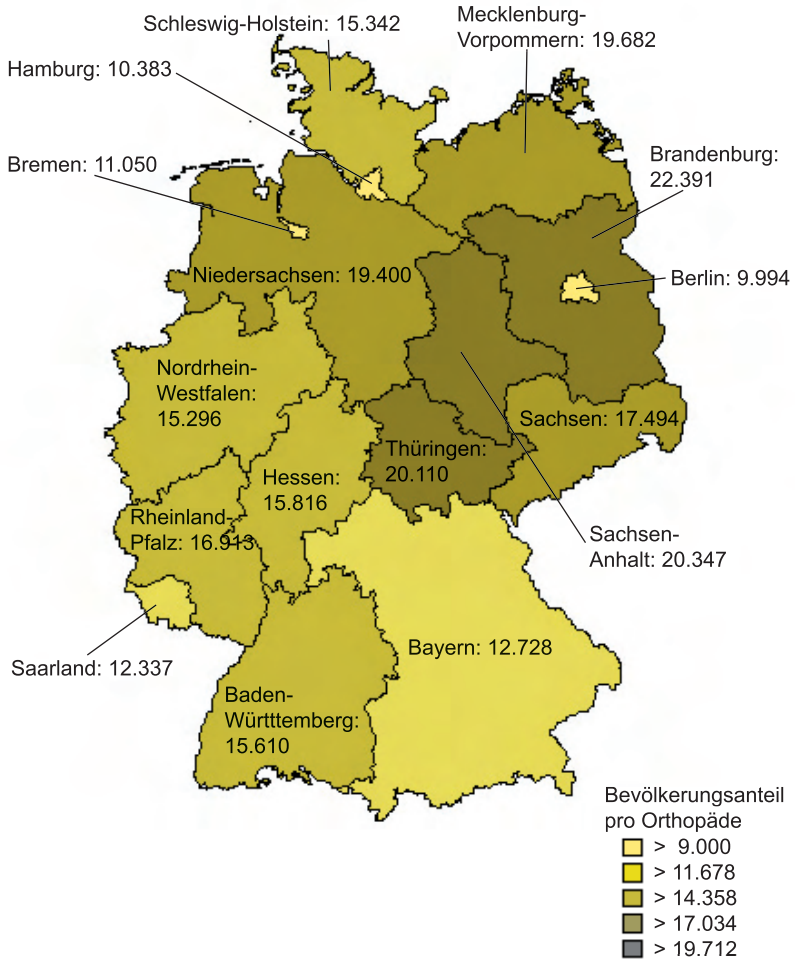 Schleswig-Holstein: 15.342
Mecklenburg-
Vorpommern: 19.682
Hamburg: 10.383
Bremen: 11.050
Brandenburg:
22.391
Niedersachsen: 19.400
Berlin: 9.994
Nordrhein-
Westfalen:
15.296
Sachsen: 17.494
Thüringen:
20.110
Hessen:
15.816
Rheinland-
Pfalz: 16.913
Sachsen-
Anhalt: 20.347
Saarland: 12.337
Bayern: 12.728
Baden-
Württtemberg:
15.610
Bevölkerungsanteil
pro Orthopäde
> 9.000
> 11.678
> 14.358
> 17.034
> 19.712